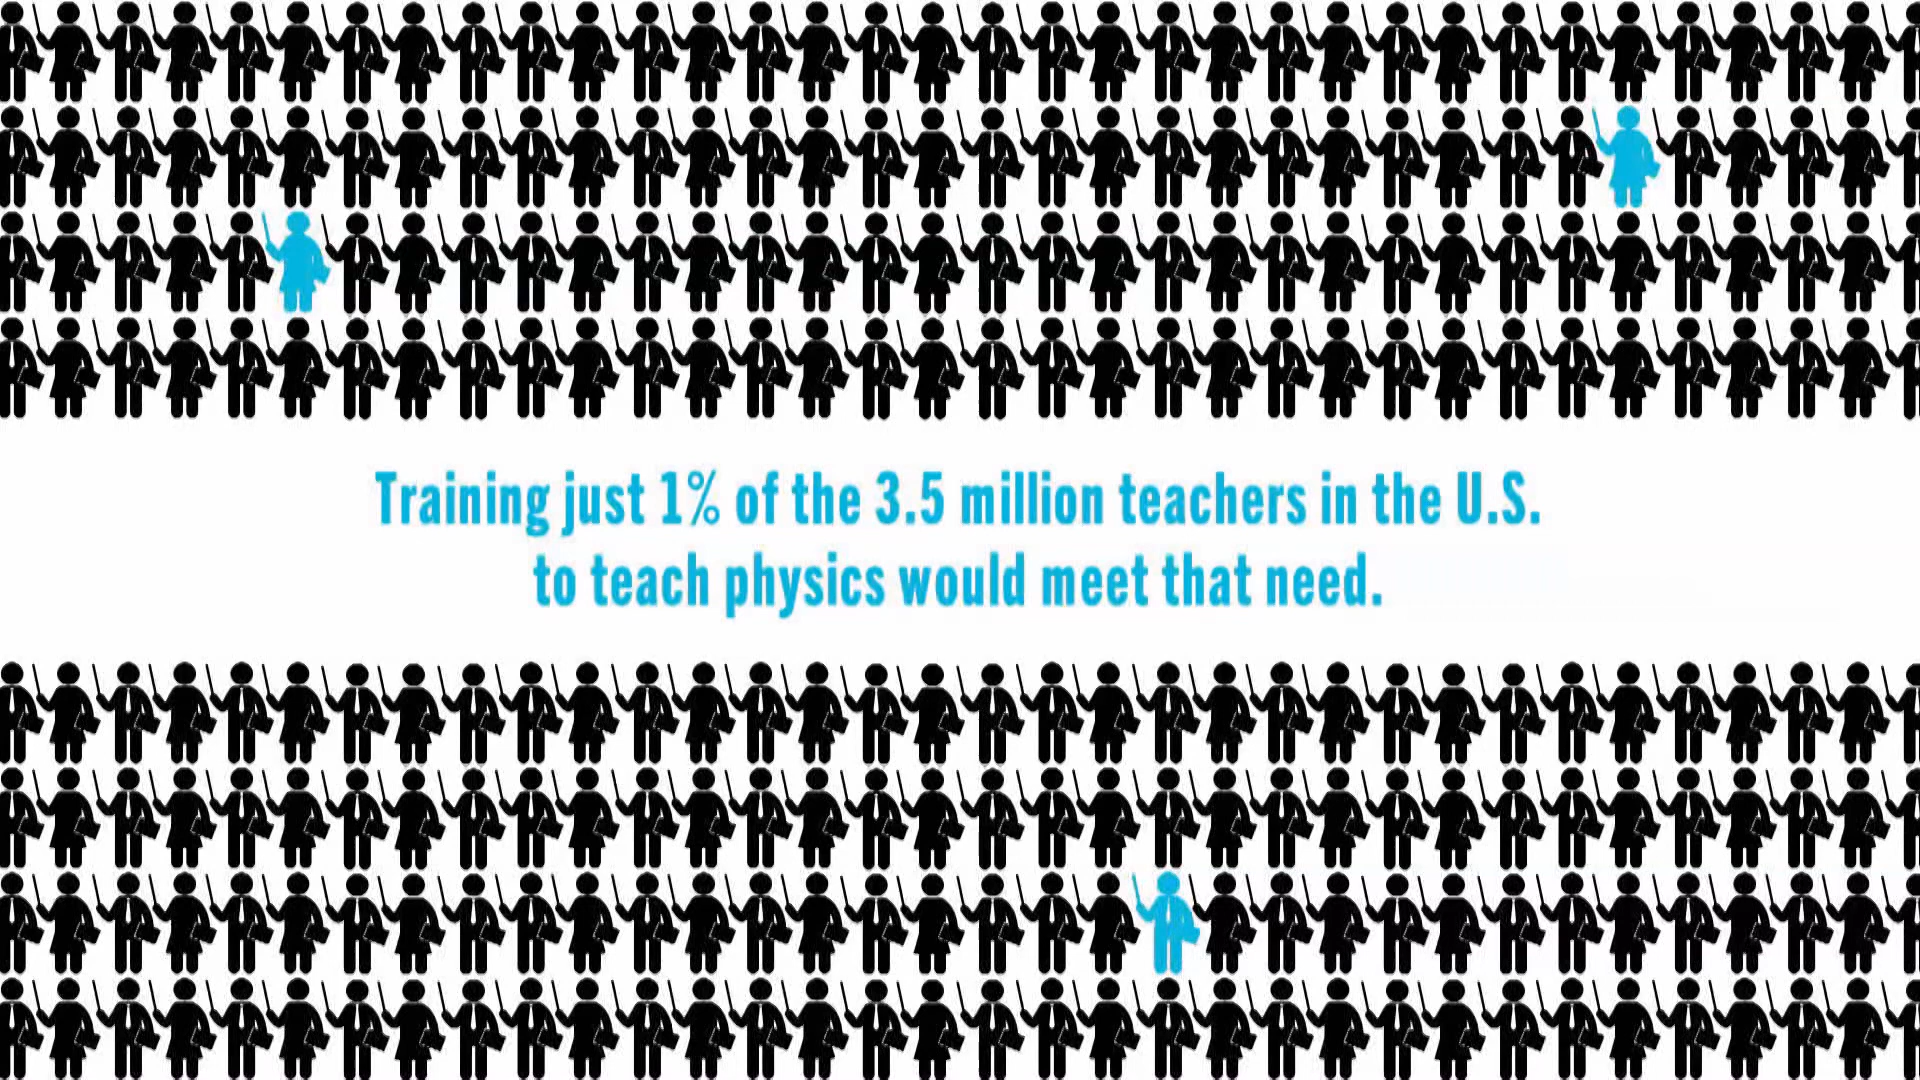 Training just 1% of the 3.5 million teachers in the U.S.
to teach physics would meet that need.